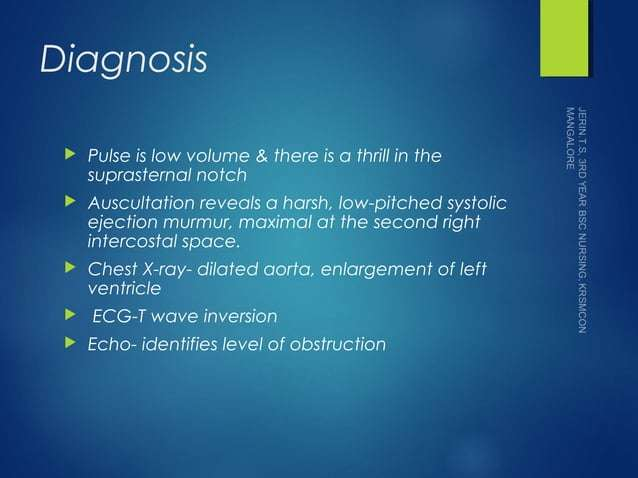 Diagnosis
Pulse is low volume & there is a thrill in the
suprasternal notch
Auscultation reveals a harsh, low-pitched systolic
ejection murmur, maximal at the second right
intercostal space.
Chest X-ray- dilated aorta, enlargement of left
ventricle
ECG-T wave inversion
Echo- identifies level of obstruction
JERIN T.S, 3RD YEAR BSC NURSING, KRSMCON
MANGALORE